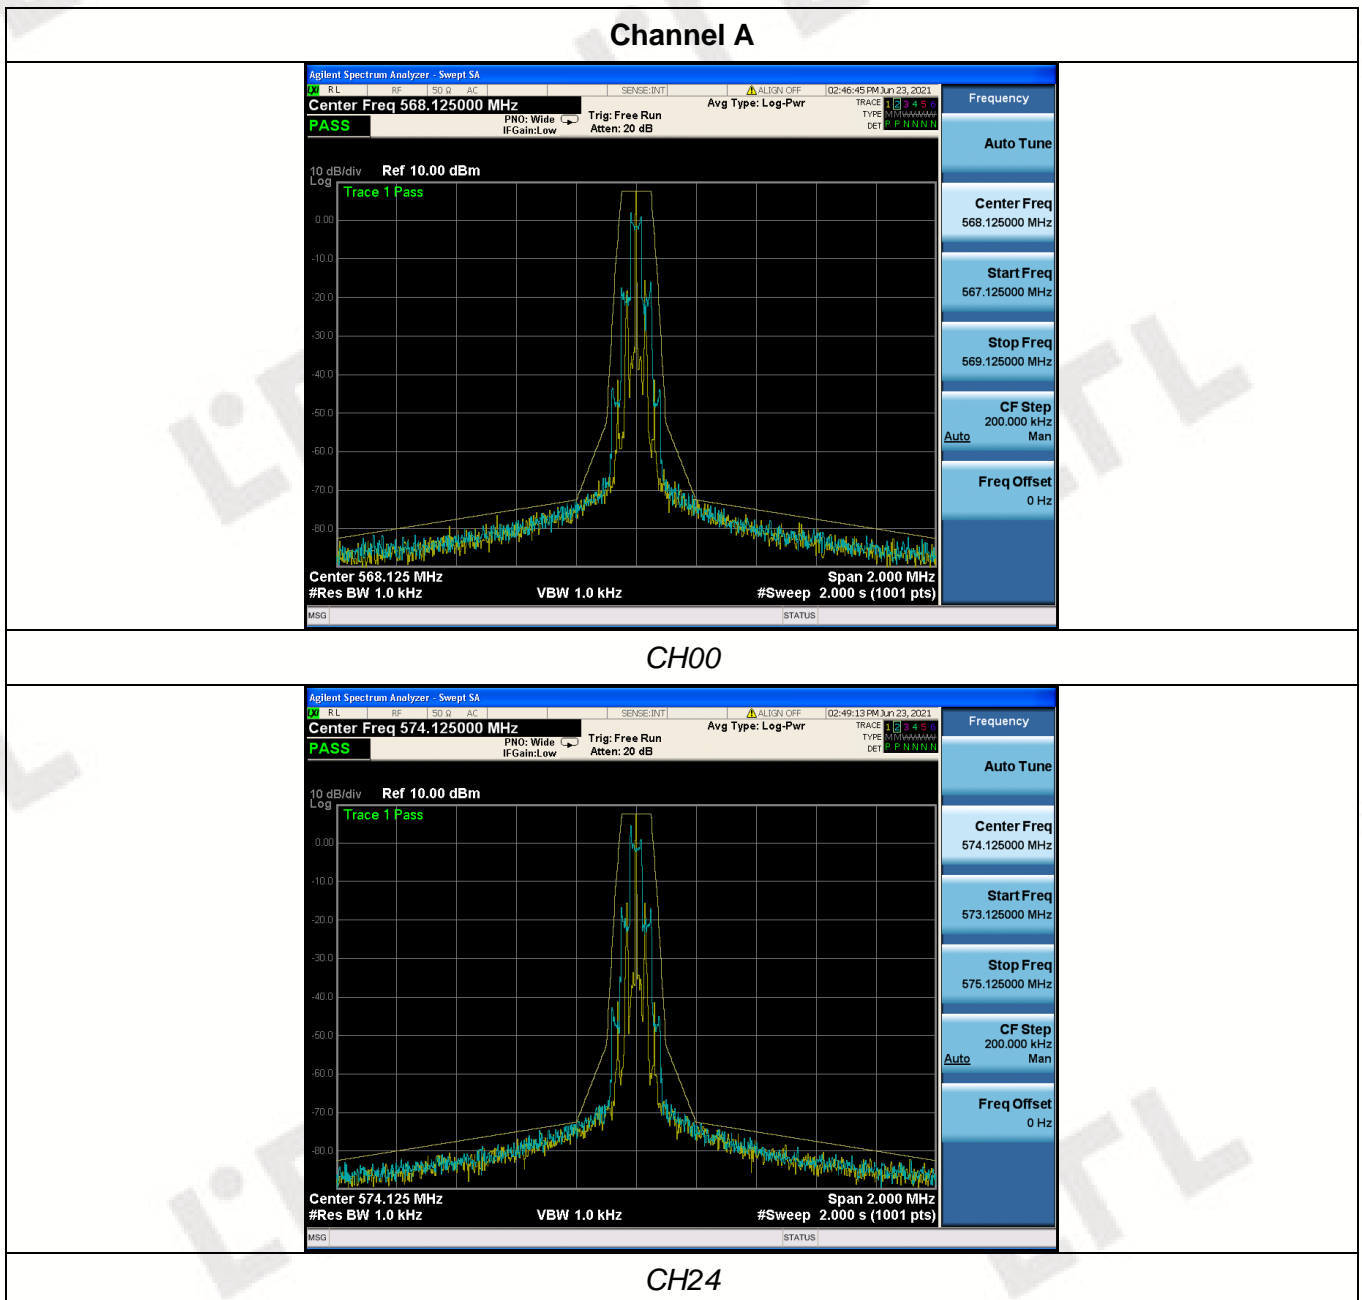 Channel A
Agilent Spectrum Analyzer - Swept SA
LXI RL RF 50 Ω AC SENSE:INT ALIGN OFF 02:46:45 PM Jun 23, 2021
Center Freq 568.125000 MHz
PASS
PNO: Wide
IFGain:Low
Trig: Free Run
Atten: 20 dB
Avg Type: Log-Pwr
TRACE 1 2 3 4 5 6
TYPE M M W W W W
DET P P N N N N
10 dB/div Ref 10.00 dBm
Log
Trace 1 Pass
0.00
-10.0
-20.0
-30.0
-40.0
-50.0
-60.0
-70.0
-80.0
Center 568.125 MHz Span 2.000 MHz
#Res BW 1.0 kHz VBW 1.0 kHz #Sweep 2.000 s (1001 pts)
MSG STATUS
Frequency
Auto Tune
Center Freq
568.125000 MHz
Start Freq
567.125000 MHz
Stop Freq
569.125000 MHz
CF Step
200.000 kHz
Auto Man
Freq Offset
0 Hz
CH00
Agilent Spectrum Analyzer - Swept SA
LXI RL RF 50 Ω AC SENSE:INT ALIGN OFF 02:49:13 PM Jun 23, 2021
Center Freq 574.125000 MHz
PASS
PNO: Wide
IFGain:Low
Trig: Free Run
Atten: 20 dB
Avg Type: Log-Pwr
TRACE 1 2 3 4 5 6
TYPE M M W W W W
DET P P N N N N
10 dB/div Ref 10.00 dBm
Log
Trace 1 Pass
0.00
-10.0
-20.0
-30.0
-40.0
-50.0
-60.0
-70.0
-80.0
Center 574.125 MHz Span 2.000 MHz
#Res BW 1.0 kHz VBW 1.0 kHz #Sweep 2.000 s (1001 pts)
MSG STATUS
Frequency
Auto Tune
Center Freq
574.125000 MHz
Start Freq
573.125000 MHz
Stop Freq
575.125000 MHz
CF Step
200.000 kHz
Auto Man
Freq Offset
0 Hz
CH24